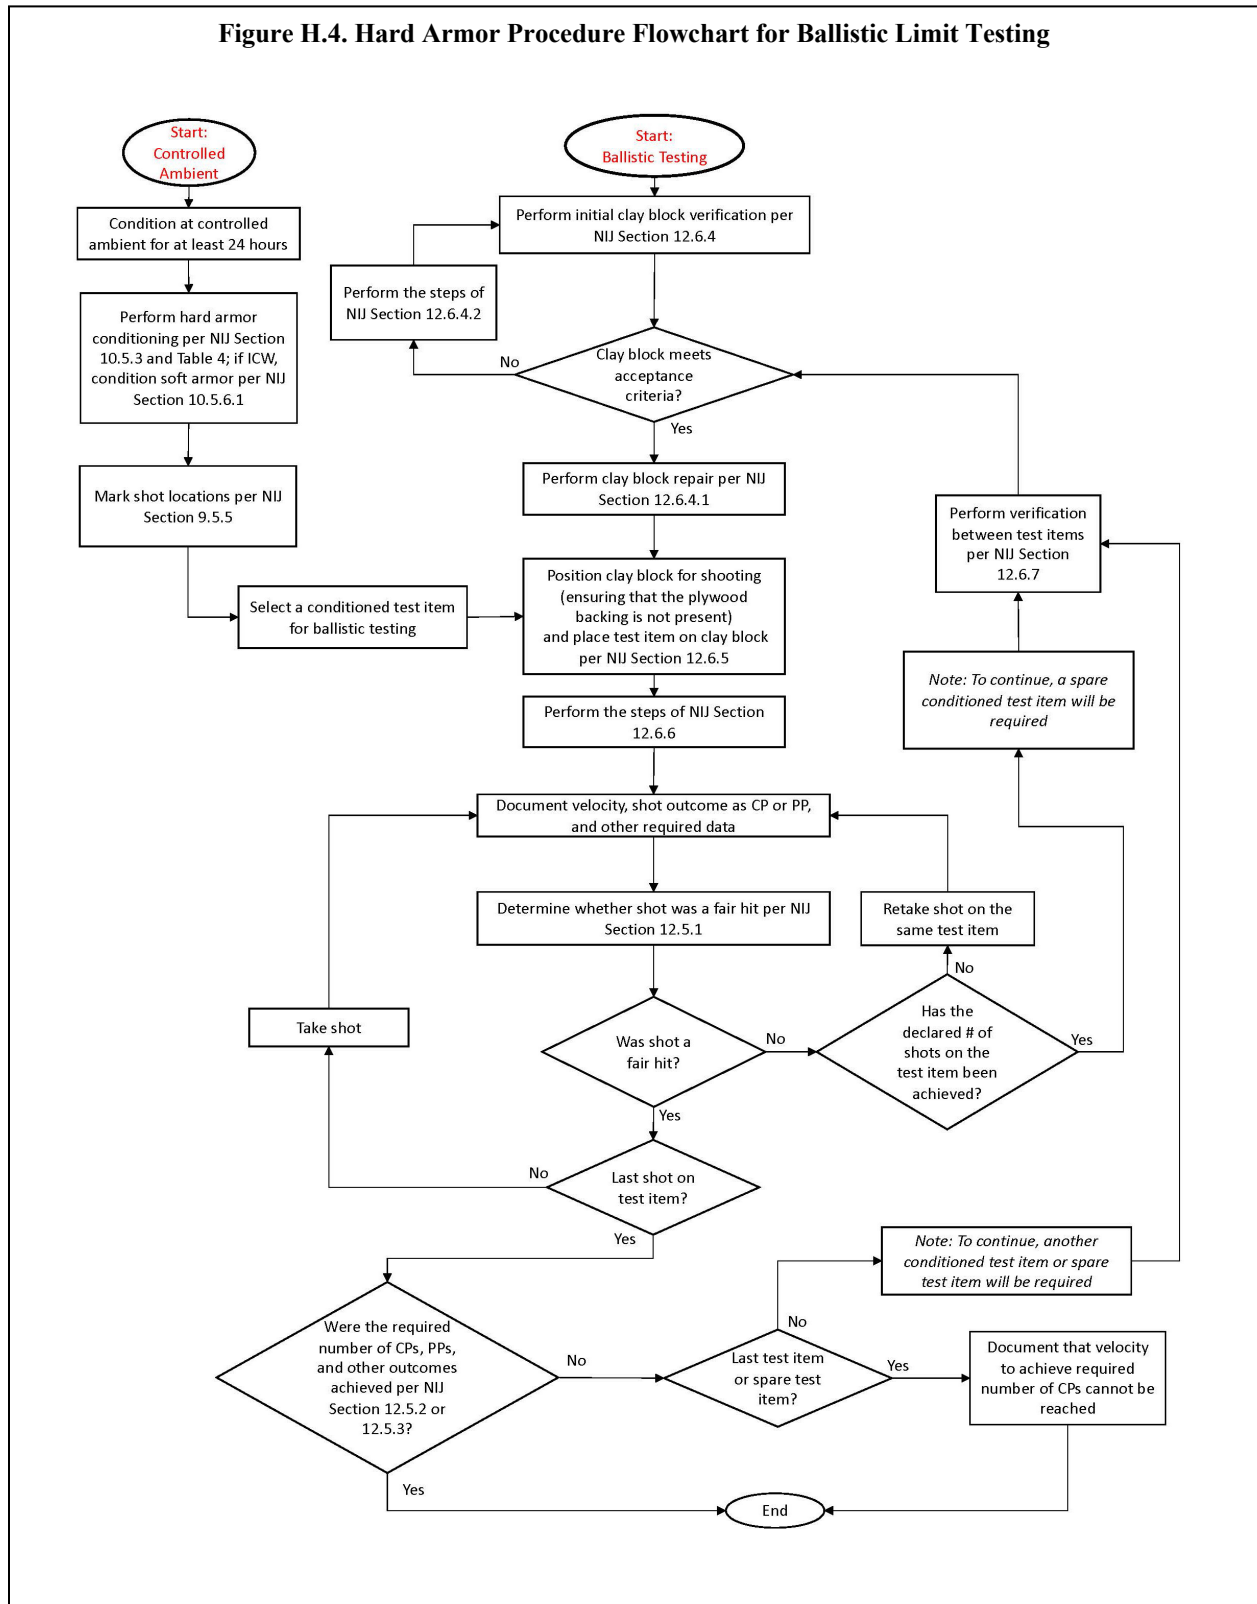 Figure H.4. Hard Armor Procedure Flowchart for Ballistic Limit Testing
Start:
Controlled
Ambient
Condition at controlled
ambient for at least 24 hours
Perform hard armor
conditioning per NIJ Section
10.5.3 and Table 4; if ICW,
condition soft armor per NIJ
Section 10.5.6.1
Mark shot locations per NIJ
Section 9.5.5
Select a conditioned test item
for ballistic testing
Start:
Ballistic Testing
Perform initial clay block verification per
NIJ Section 12.6.4
Perform the steps of
NIJ Section 12.6.4.2
No
Clay block meets
acceptance
criteria?
Yes
Perform clay block repair per NIJ
Section 12.6.4.1
Position clay block for shooting
(ensuring that the plywood
backing is not present)
and place test item on clay block
per NIJ Section 12.6.5
Perform the steps of NIJ Section
12.6.6
Document velocity, shot outcome as CP or PP,
and other required data
Determine whether shot was a fair hit per NIJ
Section 12.5.1
Was shot a
fair hit?
No
Yes
Has the
declared # of
shots on the
test item been
achieved?
No
Retake shot on the
same test item
Yes
Note: To continue, a spare
conditioned test item will be
required
Perform verification
between test items
per NIJ Section
12.6.7
Last shot on
test item?
No
Take shot
Yes
Were the required
number of CPs, PPs,
and other outcomes
achieved per NIJ
Section 12.5.2 or
12.5.3?
No
Yes
Last test item
or spare test
item?
No
Note: To continue, another
conditioned test item or spare
test item will be required
Yes
Document that velocity
to achieve required
number of CPs cannot be
reached
End